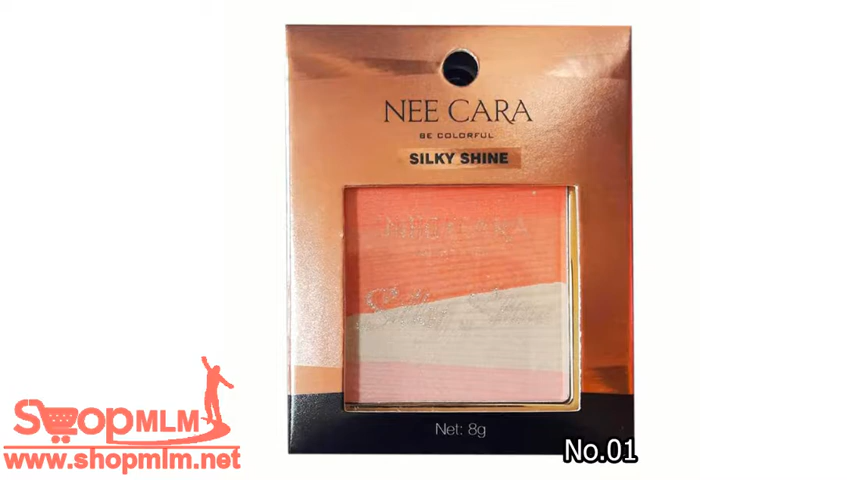 NEE CARA
BE COLORFUL
SILKY SHINE
NEE CARA
Silky Shine
Net: 8g
No.01
SHOPMLM
www.shopmlm.net